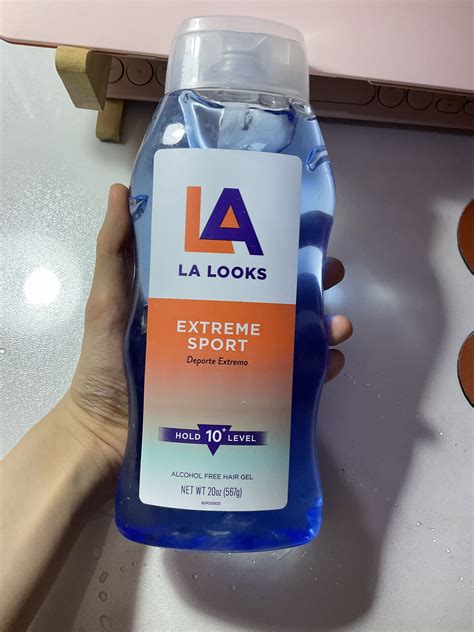 LA
LA LOOKS
EXTREME
SPORT
Deporte Extremo
HOLD 10+ LEVEL
ALCOHOL FREE HAIR GEL
NET WT 20oz (567g)